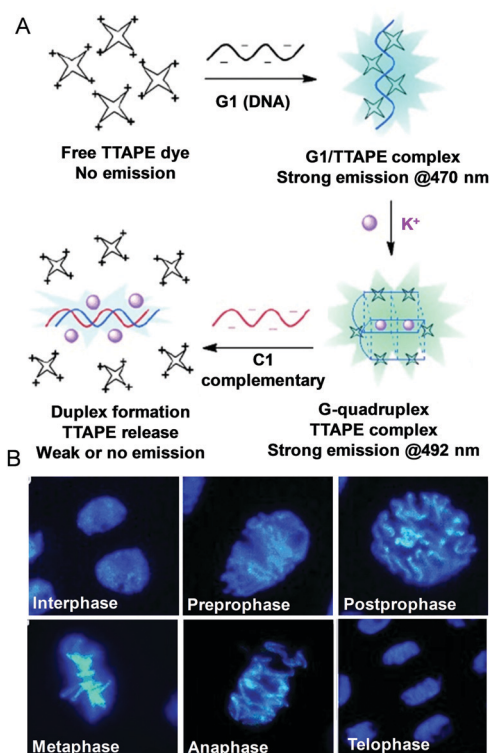 A
G1 (DNA)
Free TTAPE dye
No emission
G1/TTAPE complex
Strong emission @470 nm
K⁺
C1
complementary
Duplex formation
TTAPE release
Weak or no emission
G-quadruplex
TTAPE complex
Strong emission @492 nm
B
Interphase
Preprophase
Postprophase
Metaphase
Anaphase
Telophase